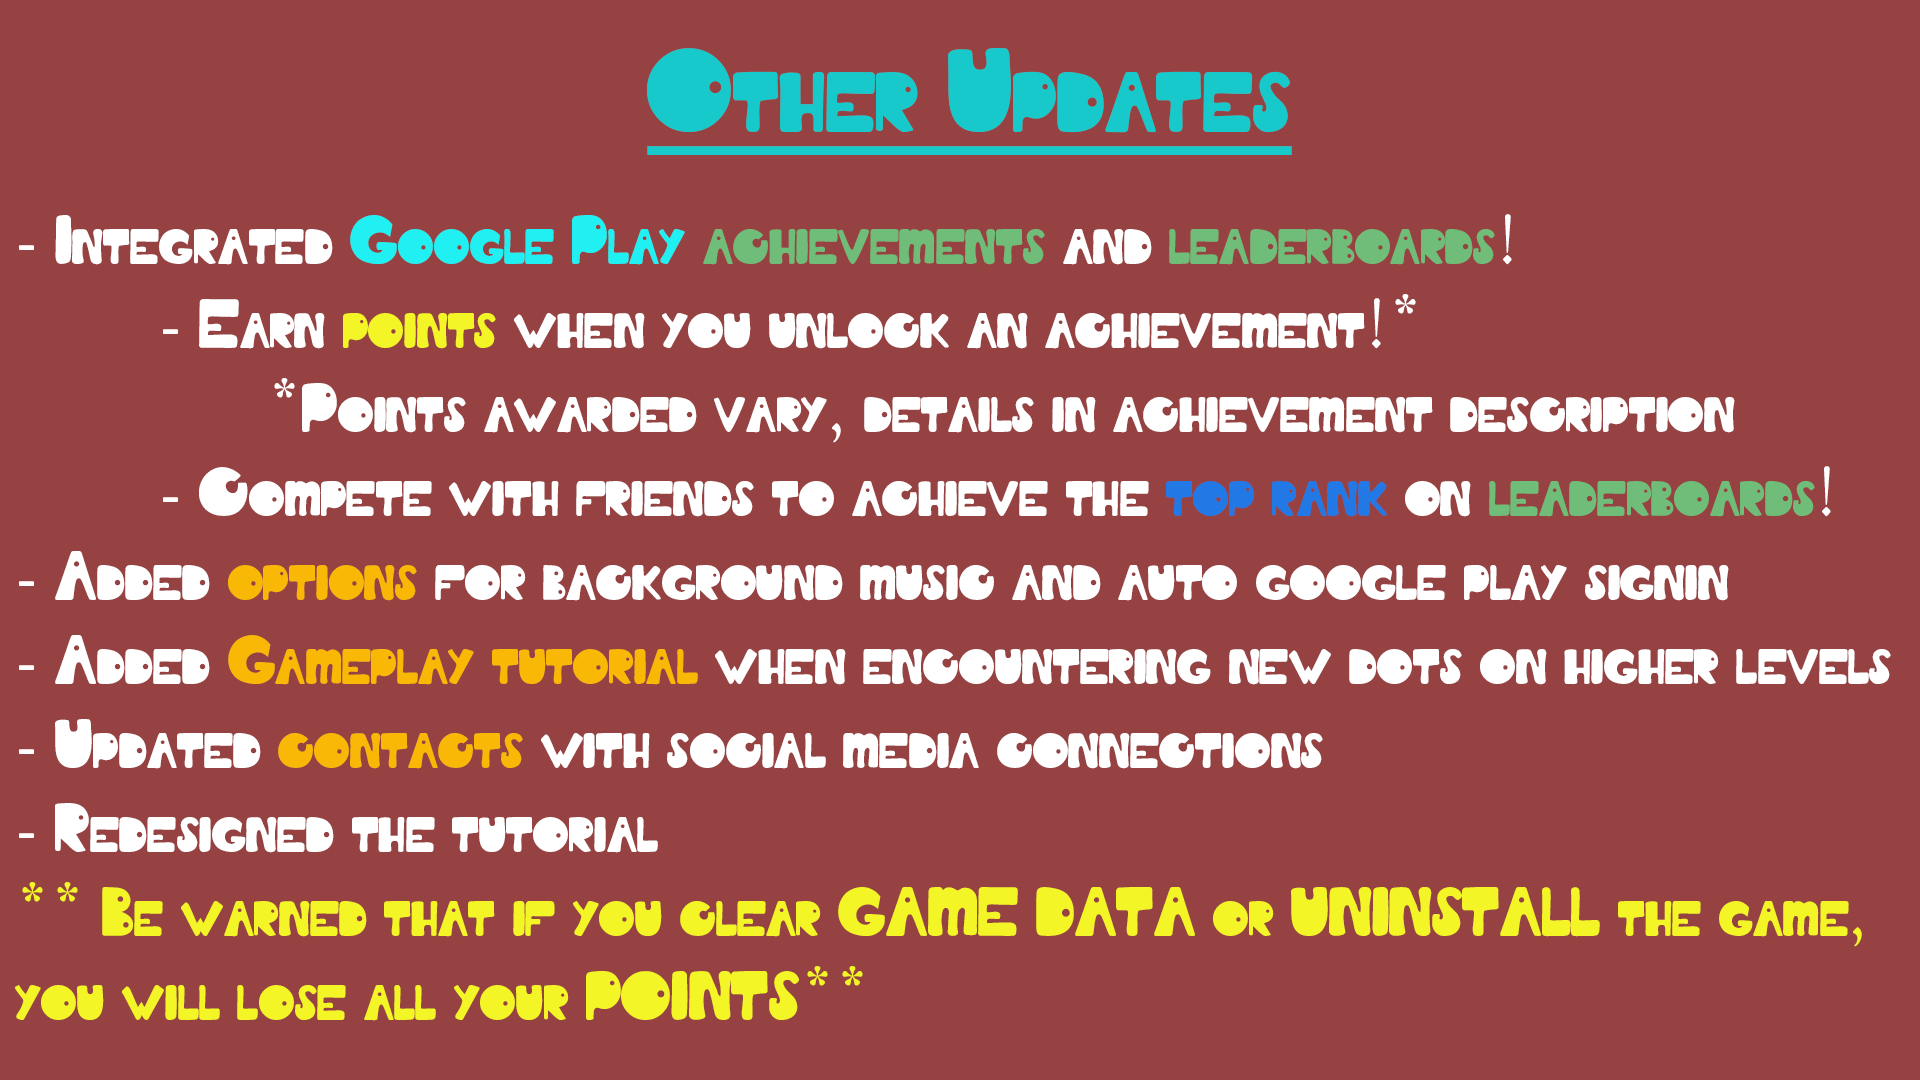 Other Updates
- Integrated Google Play achievements and leaderboards!
- Earn points when you unlock an achievement!*
*Points awarded vary, details in achievement description
- Compete with friends to achieve the top rank on leaderboards!
- Added options for background music and auto google play signin
- Added Gameplay tutorial when encountering new dots on higher levels
- Updated contacts with social media connections
- Redesigned the tutorial
** Be warned that if you clear GAME DATA or UNINSTALL the game,
you will lose all your POINTS**